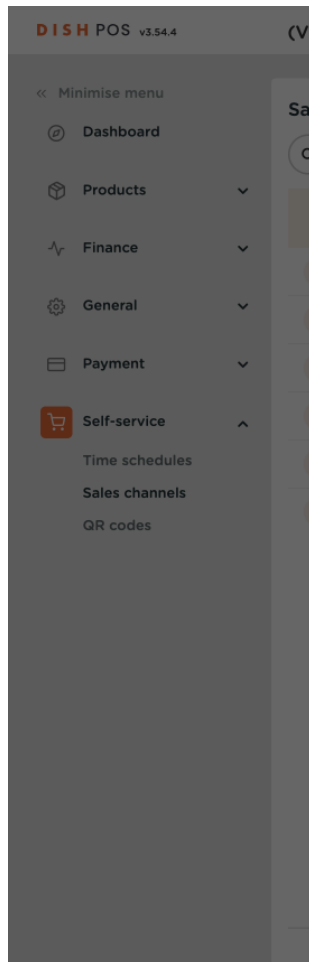 DISH POS v3.54.4
(V
Minimise menu
Sa
Dashboard
Products
Finance
General
Payment
Self-service
Time schedules
Sales channels
QR codes